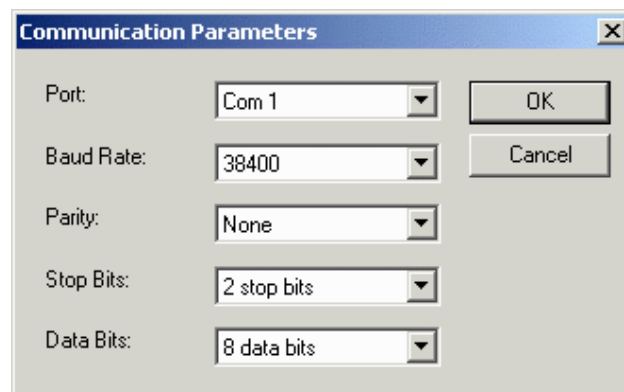 Communication Parameters
Port:
Com 1
OK
Baud Rate:
38400
Cancel
Parity:
None
Stop Bits:
2 stop bits
Data Bits:
8 data bits